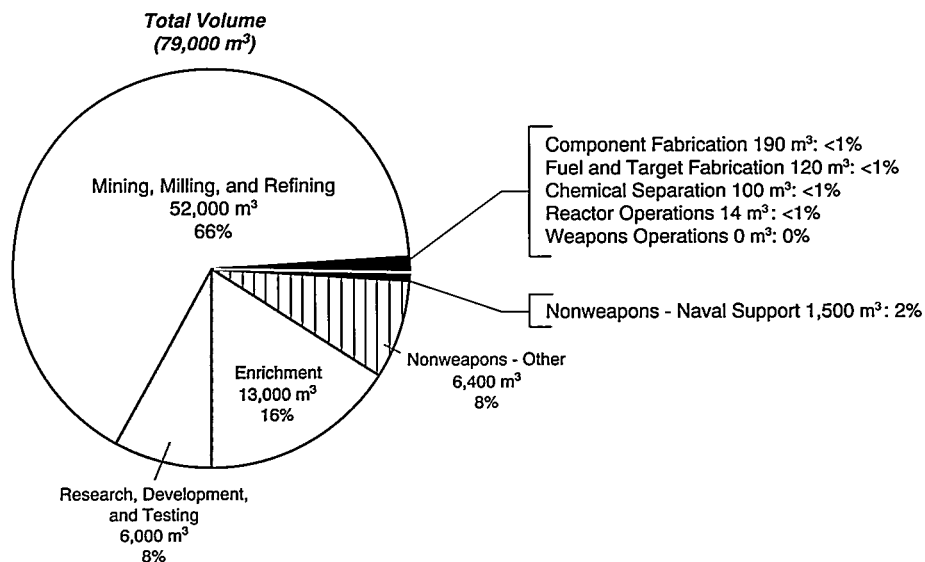 Total Volume
(79,000 m³)
Component Fabrication 190 m³: <1%
Fuel and Target Fabrication 120 m³: <1%
Chemical Separation 100 m³: <1%
Reactor Operations 14 m³: <1%
Weapons Operations 0 m³: 0%
Mining, Milling, and Refining
52,000 m³
66%
Nonweapons - Naval Support 1,500 m³: 2%
Nonweapons - Other
6,400 m³
8%
Enrichment
13,000 m³
16%
Research, Development,
and Testing
6,000 m³
8%